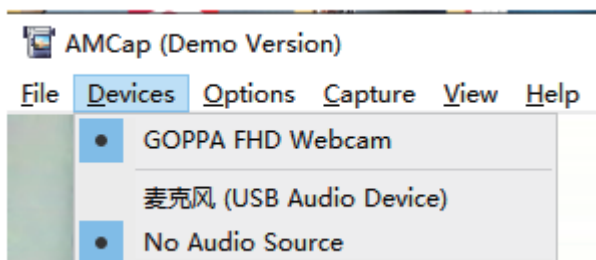 AMCap (Demo Version)
File Devices Options Capture View Help
GOPPA FHD Webcam
麦克风 (USB Audio Device)
No Audio Source